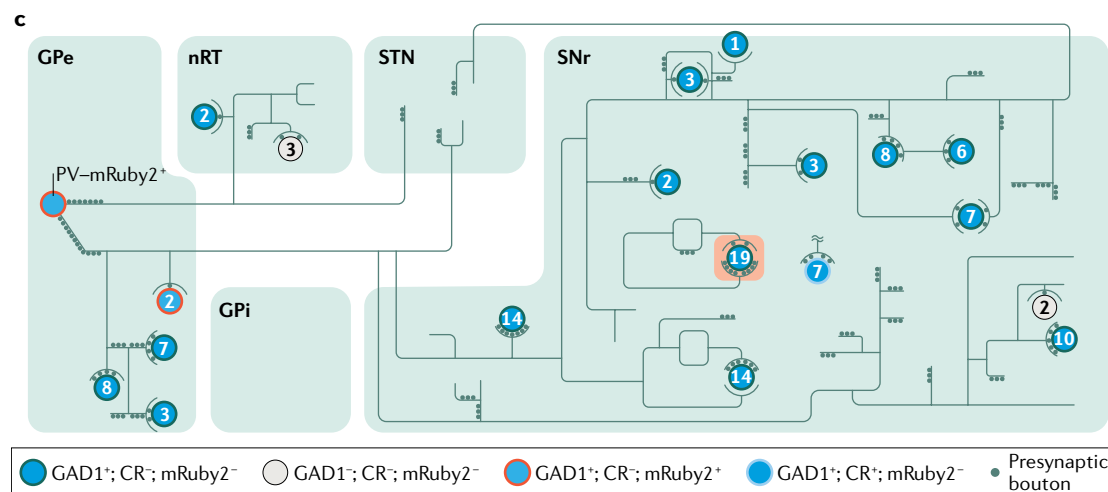 c
GPe
nRT
STN
SNr
1
3
2
3
8
6
3
2
PV–mRuby2⁺
7
19
7
2
GPi
2
14
10
7
14
8
3
GAD1⁺; CR⁻; mRuby2⁻
GAD1⁻; CR⁻; mRuby2⁻
GAD1⁺; CR⁻; mRuby2⁺
GAD1⁺; CR⁺; mRuby2⁻
Presynaptic
bouton